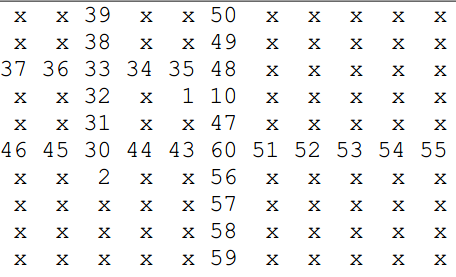 x x 39 x x 50 x x x x x
x x 38 x x 49 x x x x x
37 36 33 34 35 48 x x x x x
x x 32 x 1 10 x x x x x
x x 31 x x 47 x x x x x
46 45 30 44 43 60 51 52 53 54 55
x x 2 x x 56 x x x x x
x x x x x 57 x x x x x
x x x x x 58 x x x x x
x x x x x 59 x x x x x